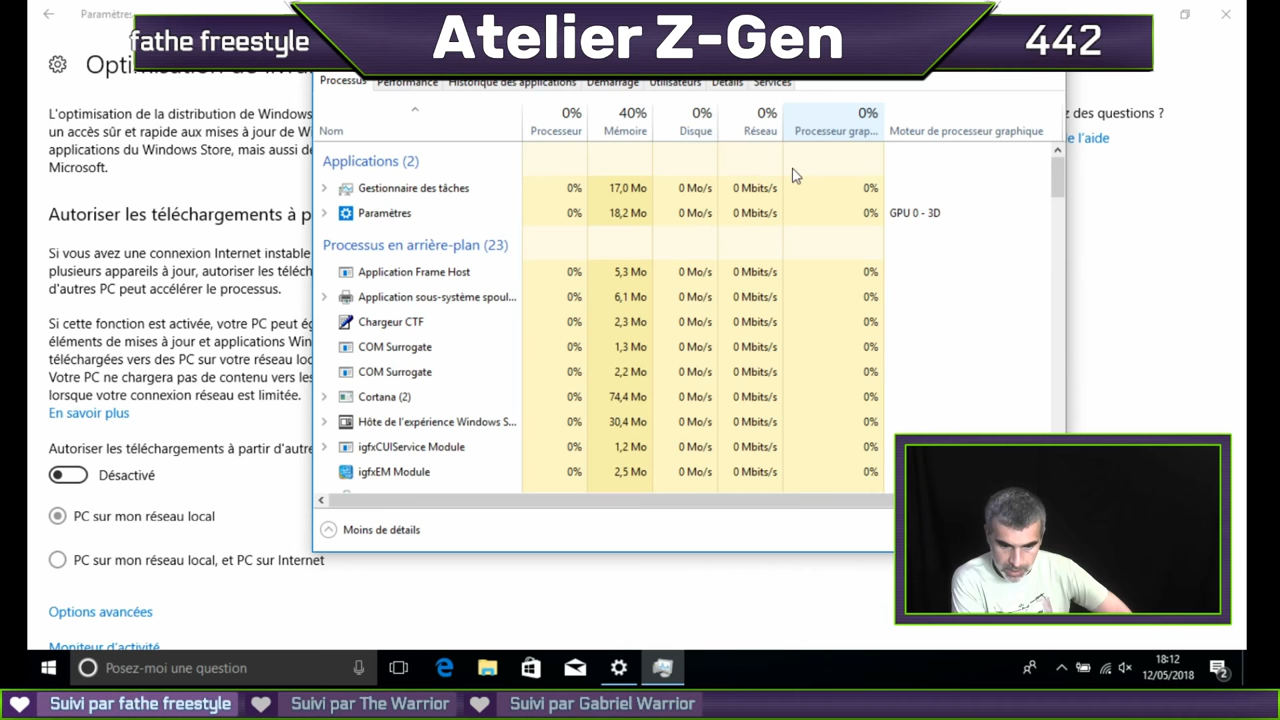 Paramètres
fathe freestyle
Atelier Z-Gen
442
L'optimisation de la distribution de Windows
un accès sûr et rapide aux mises à jour de W
applications du Windows Store, mais aussi de
Microsoft.
Autoriser les téléchargements à p
Si vous avez une connexion Internet instable
plusieurs appareils à jour, autoriser les téléch
d'autres PC peut accélérer le processus.
Si cette fonction est activée, votre PC peut ég
éléments de mises à jour et applications Win
téléchargées vers des PC sur votre réseau loc
Votre PC ne chargera pas de contenu vers les
lorsque votre connexion réseau est limitée.
En savoir plus
Autoriser les téléchargements à partir d'autre
Désactivé
PC sur mon réseau local
PC sur mon réseau local, et PC sur Internet
Options avancées
Moniteur d'activité
z des questions ?
e l'aide
Processus Performance Historique des applications Démarrage Utilisateurs Détails Services
0% 40% 0% 0% 0%
Nom Processeur Mémoire Disque Réseau Processeur grap... Moteur de processeur graphique
Applications (2)
Gestionnaire des tâches 0% 17,0 Mo 0 Mo/s 0 Mbits/s 0%
Paramètres 0% 18,2 Mo 0 Mo/s 0 Mbits/s 0% GPU 0 - 3D
Processus en arrière-plan (23)
Application Frame Host 0% 5,3 Mo 0 Mo/s 0 Mbits/s 0%
Application sous-système spoul... 0% 6,1 Mo 0 Mo/s 0 Mbits/s 0%
Chargeur CTF 0% 2,3 Mo 0 Mo/s 0 Mbits/s 0%
COM Surrogate 0% 1,3 Mo 0 Mo/s 0 Mbits/s 0%
COM Surrogate 0% 2,2 Mo 0 Mo/s 0 Mbits/s 0%
Cortana (2) 0% 74,4 Mo 0 Mo/s 0 Mbits/s 0%
Hôte de l'expérience Windows S... 0% 30,4 Mo 0 Mo/s 0 Mbits/s 0%
igfxCUIService Module 0% 1,2 Mo 0 Mo/s 0 Mbits/s 0%
igfxEM Module 0% 2,5 Mo 0 Mo/s 0 Mbits/s 0%
Moins de détails
Posez-moi une question
18:12
12/05/2018
2
Suivi par fathe freestyle Suivi par The Warrior Suivi par Gabriel Warrior